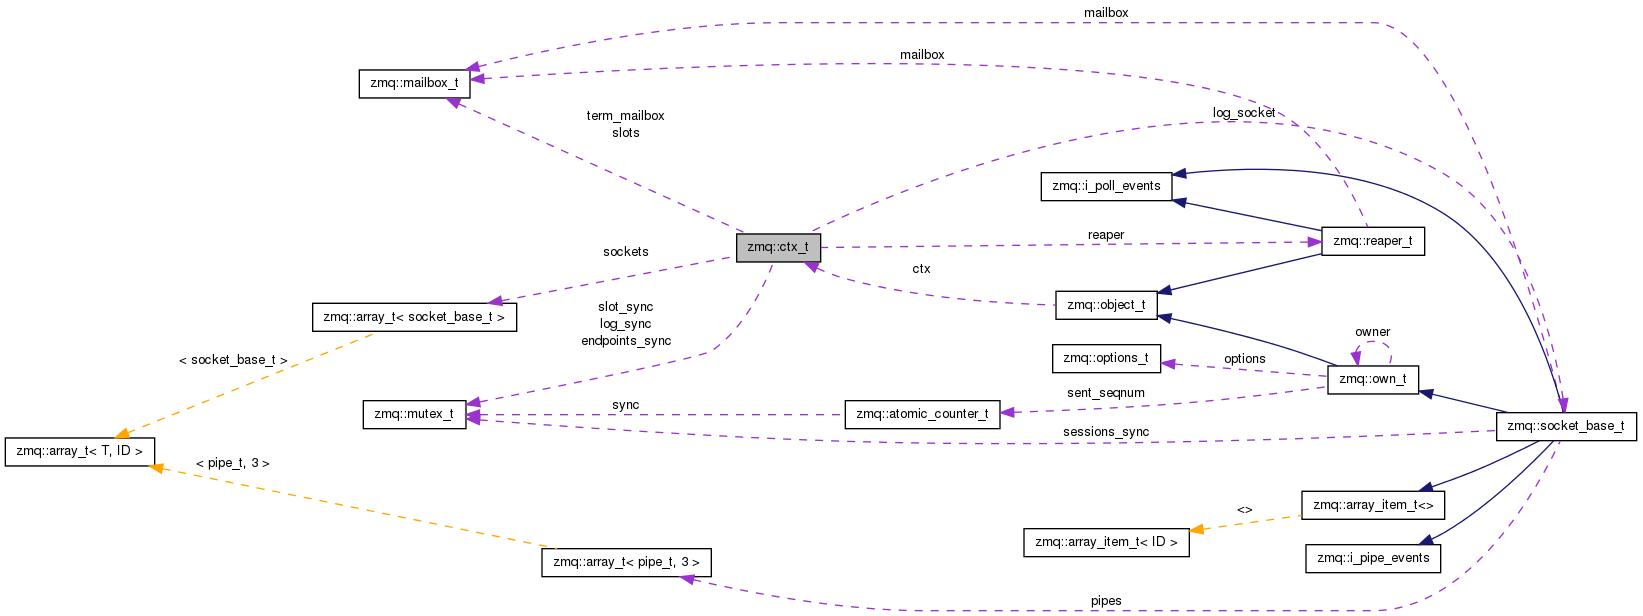 mailbox
mailbox
zmq::mailbox_t
term_mailbox
slots
log_socket
zmq::i_poll_events
zmq::ctx_t
reaper
zmq::reaper_t
sockets
ctx
zmq::object_t
zmq::array_t< socket_base_t >
slot_sync
log_sync
endpoints_sync
owner
< socket_base_t >
zmq::options_t
options
zmq::own_t
sent_seqnum
zmq::mutex_t
sync
zmq::atomic_counter_t
sessions_sync
zmq::socket_base_t
zmq::array_t< T, ID >
< pipe_t, 3 >
zmq::array_item_t<>
<>
zmq::array_item_t< ID >
zmq::i_pipe_events
zmq::array_t< pipe_t, 3 >
pipes